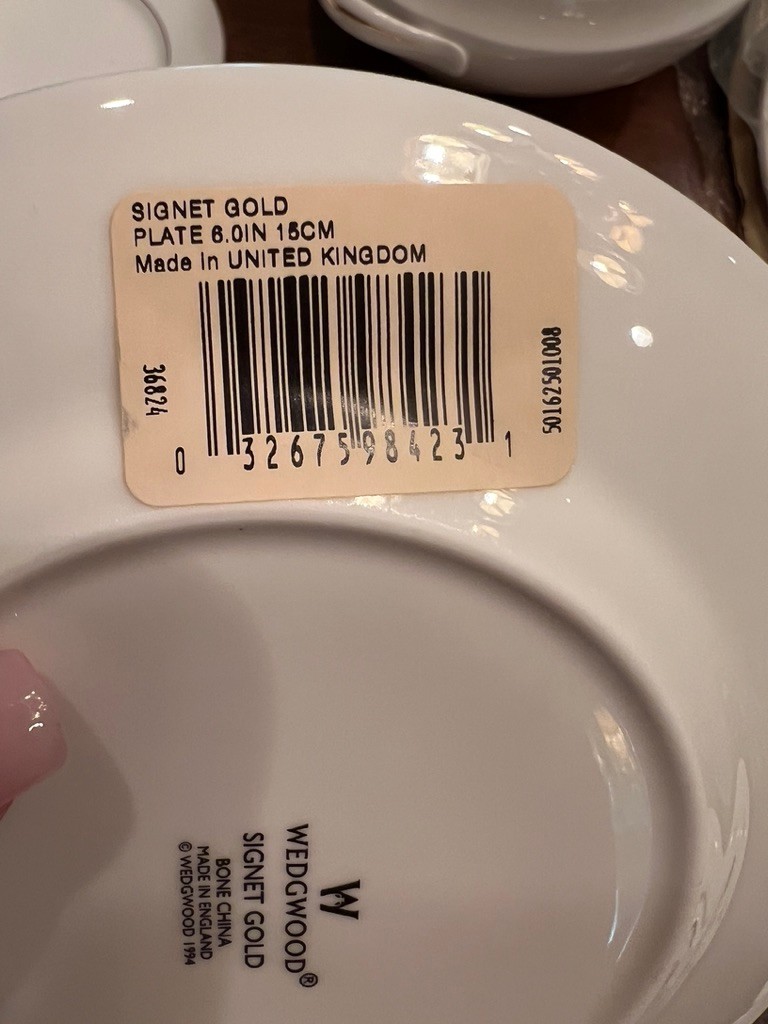 SIGNET GOLD
PLATE 6.0IN 15CM
Made in UNITED KINGDOM
36824
5016250108
0 32675 98423 1
W
WEDGWOOD®
SIGNET GOLD
BONE CHINA
MADE IN ENGLAND
© WEDGWOOD 1994